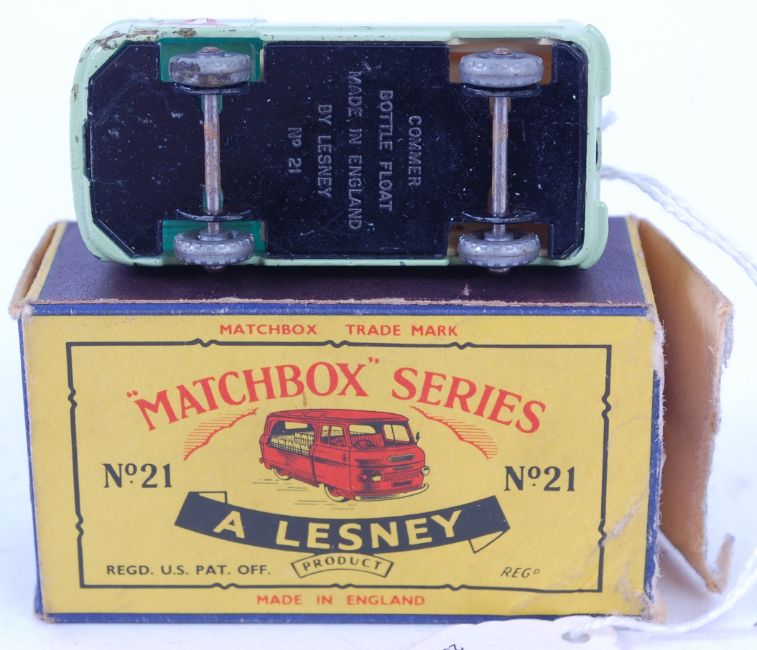 COMMER
BOTTLE FLOAT
MADE IN ENGLAND
BY LESNEY
Nº 21
MATCHBOX TRADE MARK
"MATCHBOX" SERIES
Nº21
Nº21
A LESNEY
PRODUCT
REGD. U.S. PAT. OFF.
REGD
MADE IN ENGLAND